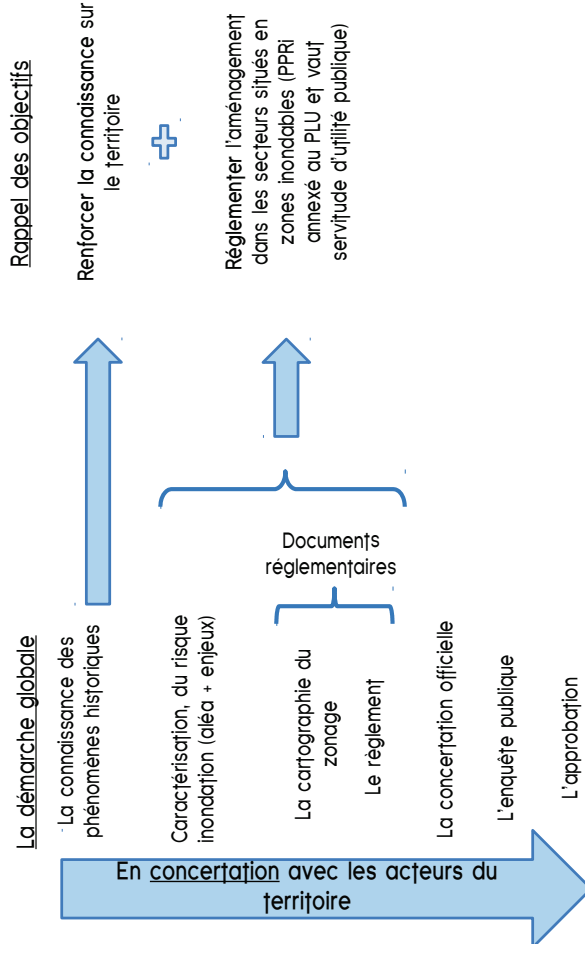 La démarche globale
La connaissance des
phénomènes historiques
Caractérisation, du risque
inondation (aléa + enjeux)
La cartographie du
zonage
Le règlement
La concertation officielle
L'enquête publique
L'approbation
En concertation avec les acteurs du
territoire
Documents
réglementaires
Rappel des objectifs
Renforcer la connaissance sur
le territoire
Réglementer l'aménagement
dans les secteurs situés en
zones inondables (PPRi
annexé au PLU et vaut
servitude d'utilité publique)